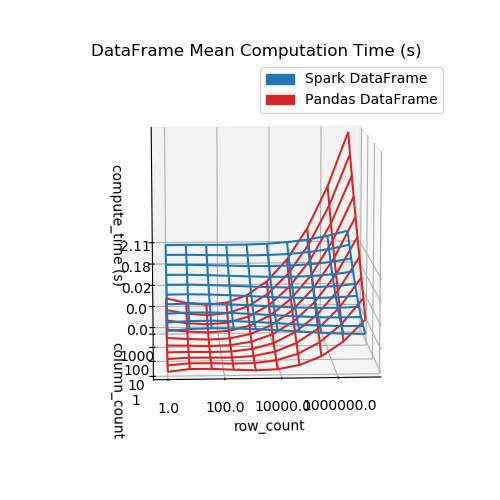 DataFrame Mean Computation Time (s)
Spark DataFrame
Pandas DataFrame
compute_time (s)
2.11
0.18
0.02
0.0
0.0
column_count
1000
100
10
1
1.0
100.0
10000.0
1000000.0
row_count